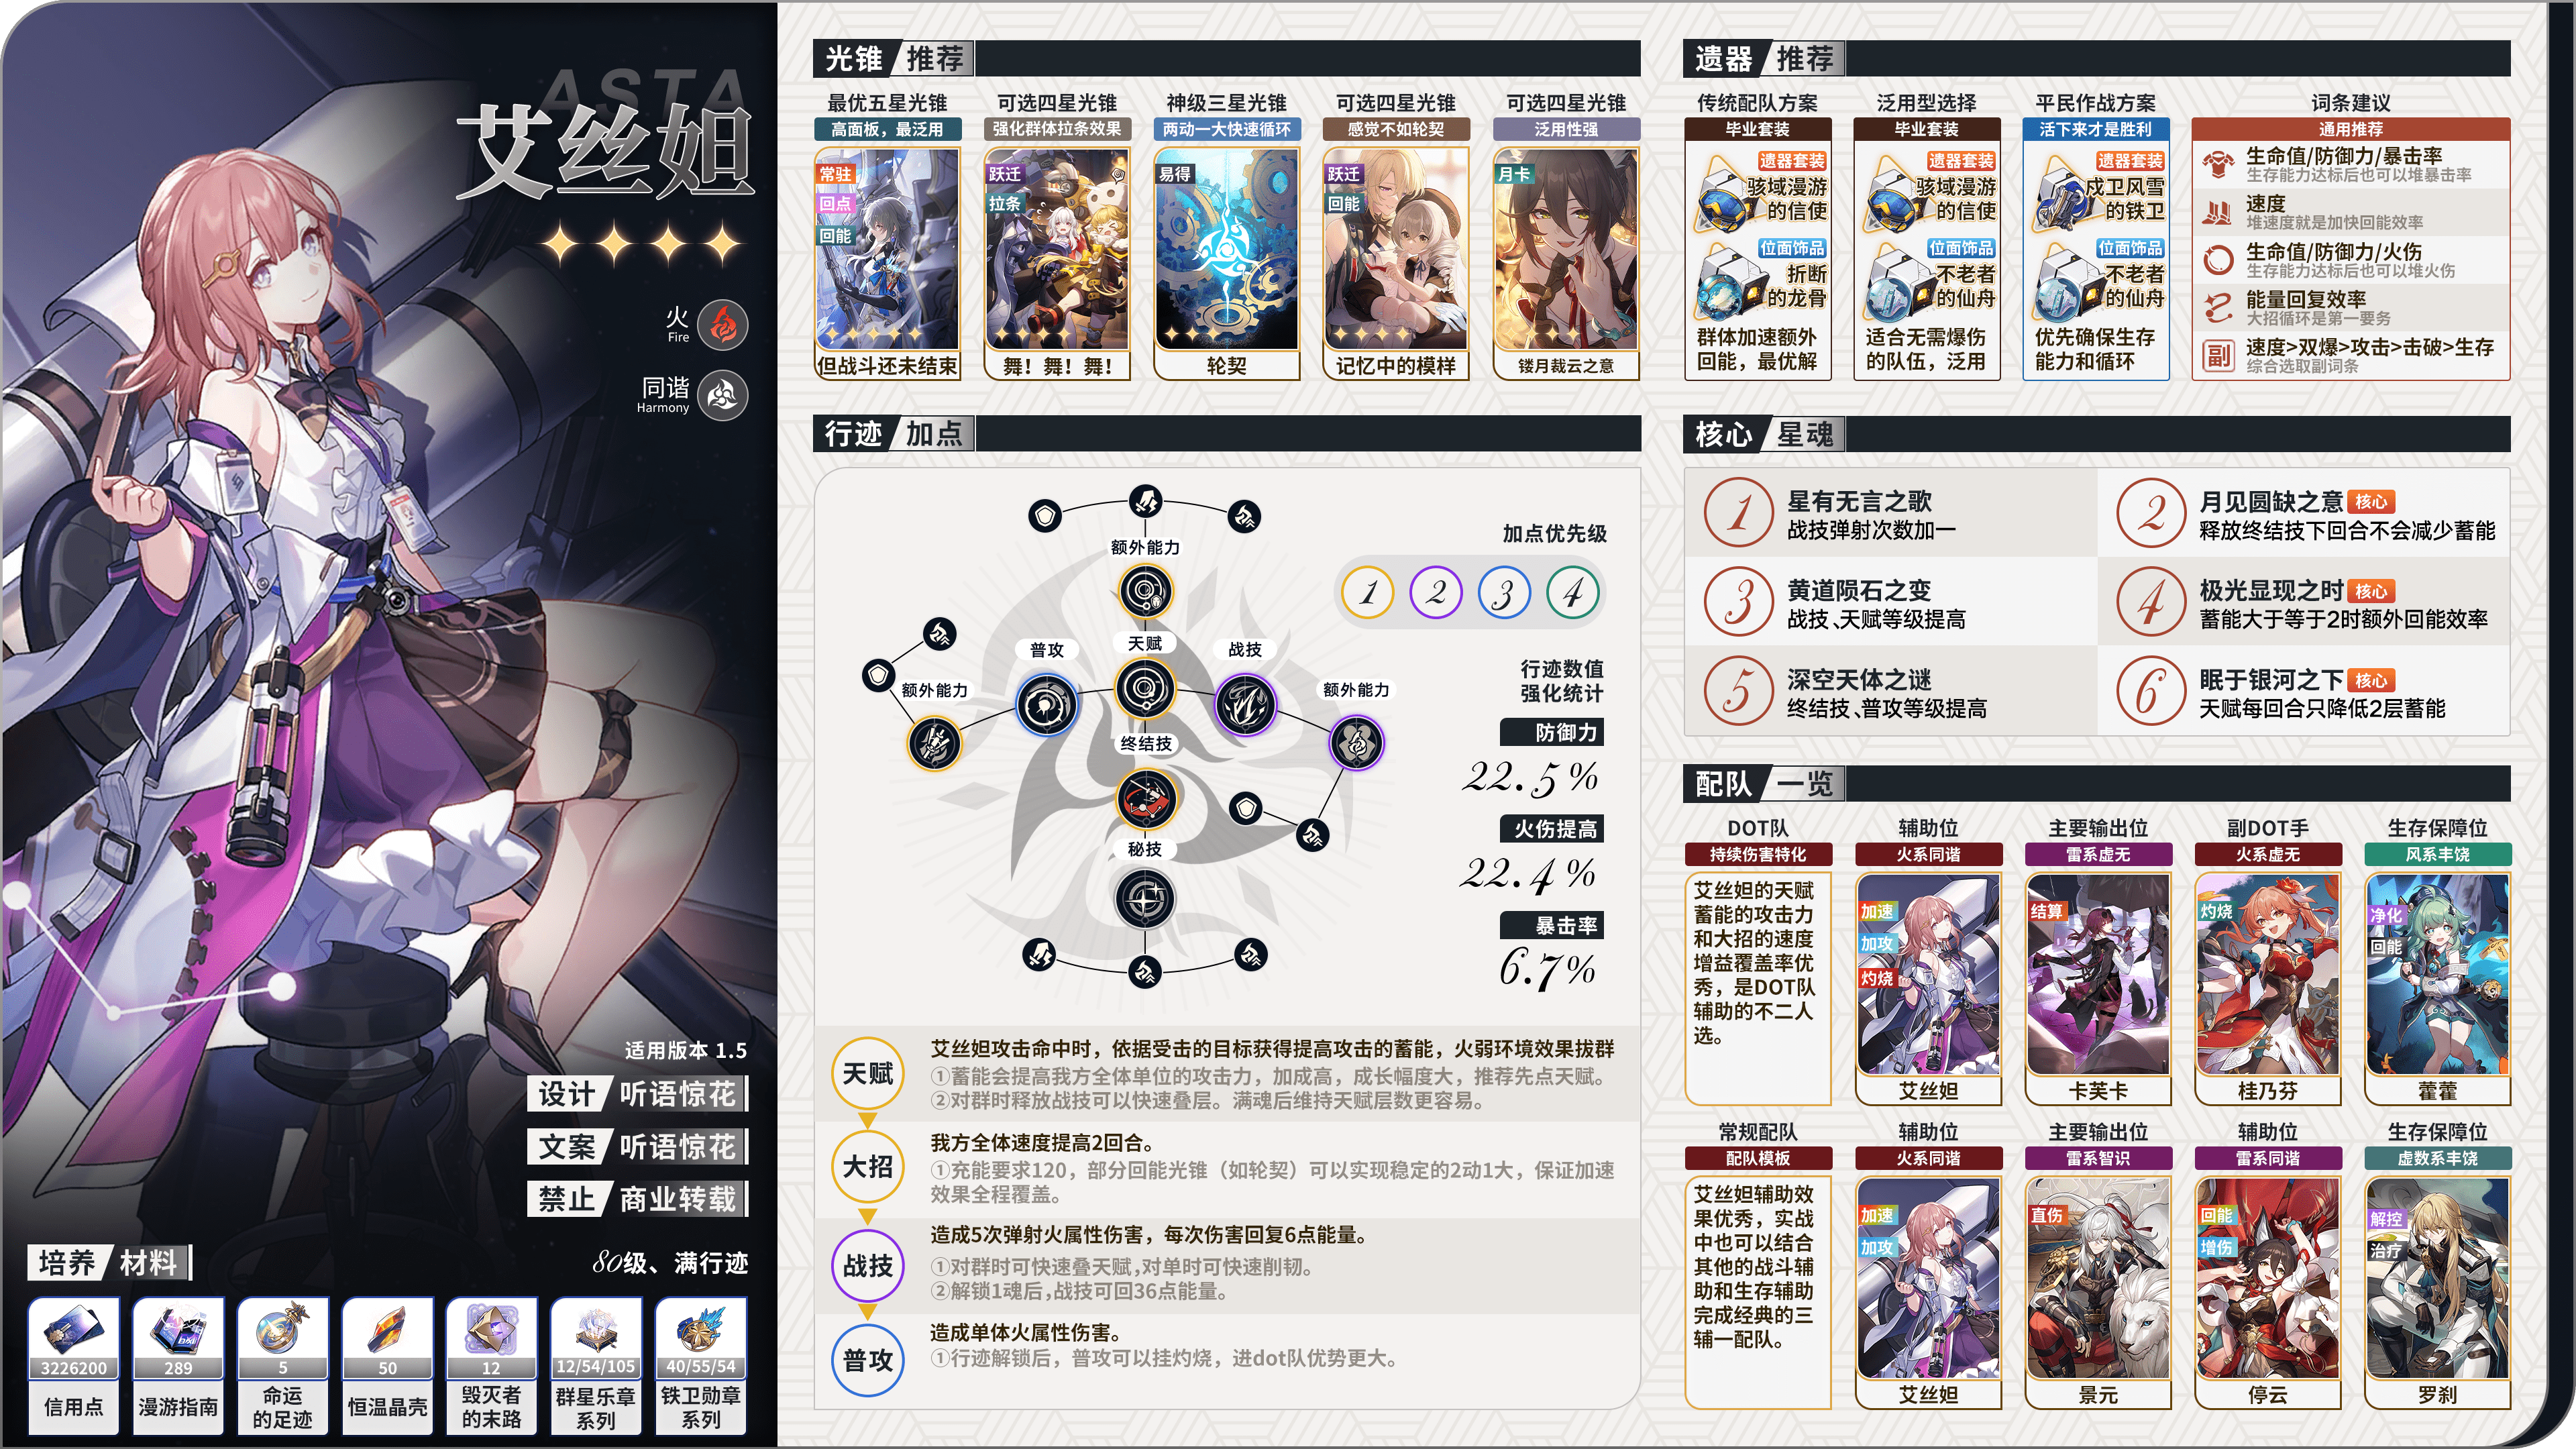 ASTA
艾丝妲
火
Fire
同谐
Harmony
适用版本 1.5
设计 听语惊花
文案 听语惊花
禁止 商业转载
培养 材料
80级、满行迹
3226200
信用点
289
漫游指南
5
命运
的足迹
50
恒温晶壳
12
毁灭者
的末路
12/54/105
群星乐章
系列
40/55/54
铁卫勋章
系列
光锥 推荐
最优五星光锥
高面板，最泛用
常驻
回点
回能
但战斗还未结束
可选四星光锥
强化群体拉条效果
跃迁
拉条
舞！舞！舞！
神级三星光锥
两动一大快速循环
易得
轮契
可选四星光锥
感觉不如轮契
跃迁
回能
记忆中的模样
可选四星光锥
泛用性强
月卡
镂月裁云之意
行迹 加点
额外能力
天赋
普攻
战技
额外能力
额外能力
终结技
秘技
加点优先级
1 2 3 4
行迹数值
强化统计
防御力
22.5%
火伤提高
22.4%
暴击率
6.7%
天赋
艾丝妲攻击命中时，依据受击的目标获得提高攻击的蓄能，火弱环境效果拔群
①蓄能会提高我方全体单位的攻击力，加成高，成长幅度大，推荐先点天赋。
②对群时释放战技可以快速叠层。满魂后维持天赋层数更容易。
大招
我方全体速度提高2回合。
①充能要求120，部分回能光锥（如轮契）可以实现稳定的2动1大，保证加速
效果全程覆盖。
战技
造成5次弹射火属性伤害，每次伤害回复6点能量。
①对群时可快速叠天赋,对单时可快速削韧。
②解锁1魂后,战技可回36点能量。
普攻
造成单体火属性伤害。
①行迹解锁后，普攻可以挂灼烧，进dot队优势更大。
遗器 推荐
传统配队方案
毕业套装
遗器套装
骇域漫游
的信使
位面饰品
折断
的龙骨
群体加速额外
回能，最优解
泛用型选择
毕业套装
遗器套装
骇域漫游
的信使
位面饰品
不老者
的仙舟
适合无需爆伤
的队伍，泛用
平民作战方案
活下来才是胜利
遗器套装
戍卫风雪
的铁卫
位面饰品
不老者
的仙舟
优先确保生存
能力和循环
词条建议
通用推荐
生命值/防御力/暴击率
生存能力达标后也可以堆暴击率
速度
堆速度就是加快回能效率
生命值/防御力/火伤
生存能力达标后也可以堆火伤
能量回复效率
大招循环是第一要务
副
速度>双爆>攻击>击破>生存
综合选取副词条
核心 星魂
1
星有无言之歌
战技弹射次数加一
2
月见圆缺之意 核心
释放终结技下回合不会减少蓄能
3
黄道陨石之变
战技、天赋等级提高
4
极光显现之时 核心
蓄能大于等于2时额外回能效率
5
深空天体之谜
终结技、普攻等级提高
6
眠于银河之下 核心
天赋每回合只降低2层蓄能
配队 一览
DOT队
持续伤害特化
艾丝妲的天赋
蓄能的攻击力
和大招的速度
增益覆盖率优
秀，是DOT队
辅助的不二人
选。
辅助位
火系同谐
加速
加攻
灼烧
艾丝妲
主要输出位
雷系虚无
结算
卡芙卡
副DOT手
火系虚无
灼烧
桂乃芬
生存保障位
风系丰饶
净化
回能
藿藿
常规配队
配队模板
艾丝妲辅助效
果优秀，实战
中也可以结合
其他的战斗辅
助和生存辅助
完成经典的三
辅一配队。
辅助位
火系同谐
加速
加攻
艾丝妲
主要输出位
雷系智识
直伤
景元
辅助位
雷系同谐
回能
增伤
停云
生存保障位
虚数系丰饶
解控
治疗
罗刹